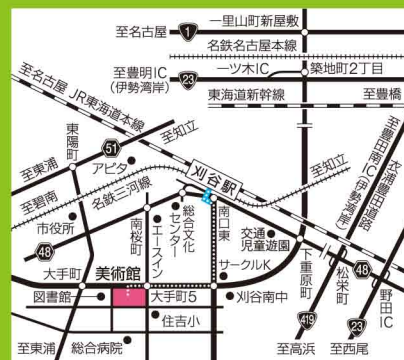 一里山町新屋敷
至名古屋
1
名鉄名古屋本線
至豊明IC
(伊勢湾岸)
一ツ木IC
23
築地町2丁目
東海道新幹線
至豊橋
至名古屋
JR東海道本線
至豊田南IC(伊勢湾岸)
衣浦豊田道路
東陽町
51
至知立
至東浦
アピタ
刈谷駅
至知立
至碧南
名鉄三河線
市役所
48
南桜町
エースイン
総合文化センター
南口東
交通
児童遊園
大手町
美術館
サークルK
下重原町
松栄町
48
野田IC
図書館
大手町5
刈谷南中
住吉小
419
23
至東浦
総合病院
至高浜
至西尾